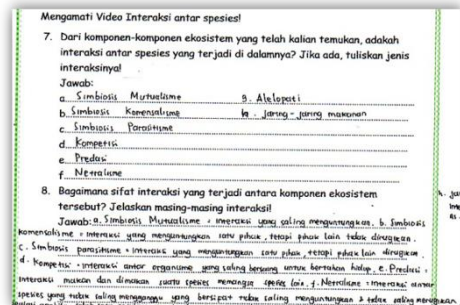 Mengamati Video Interaksi antar spesies!
7. Dari komponen-komponen ekosistem yang telah kalian temukan, adakah
interaksi antar spesies yang terjadi di dalamnya? Jika ada, tuliskan jenis
interaksinya!
Jawab:
a. Simbiosis Mutualisme g. Alelopati
b. Simbiosis Komensalisme h. Jaring-jaring makanan
c. Simbiosis Parasitisme
d. Kompetisi
e. Predasi
f. Netralisme
8. Bagaimana sifat interaksi yang terjadi antara komponen ekosistem
tersebut? Jelaskan masing-masing interaksi!
Jawab: a. Simbiosis Mutualisme = interaksi yang saling menguntungkan. b. Simbiosis
komensalisme = interaksi yang menguntungkan satu pihak, pihak lain tidak dirugikan.
c. Simbiosis parasitisme = interaksi yang menguntungkan satu pihak, tetapi pihak lain dirugikan.
d. Kompetisi = interaksi antar organisme yang saling bersaing untuk bertahan hidup. e. Predasi =
interaksi makan dan dimakan suatu spesies memangsa spesies lain. f. Netralisme = interaksi antar
spesies yang tidak saling mengganggu yang bersifat tidak saling menguntungkan & tidak saling merugikan.